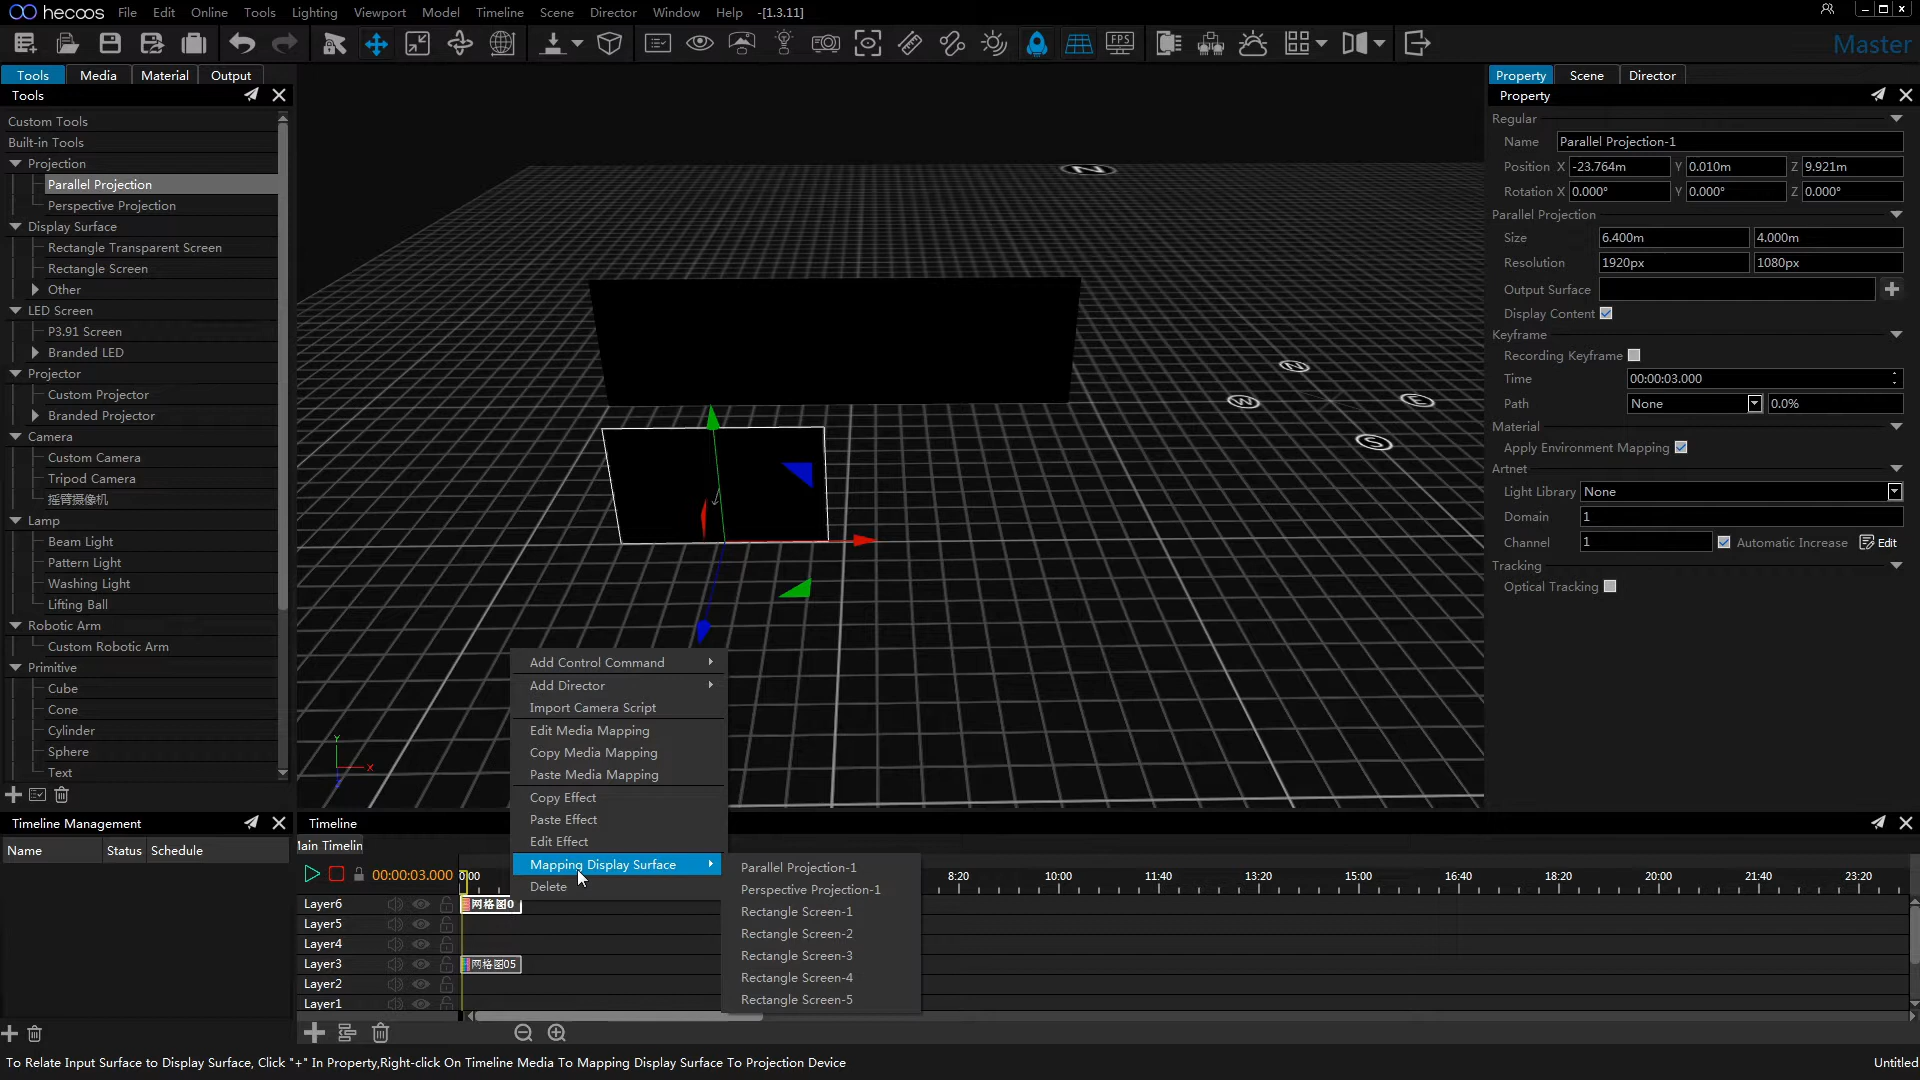 hecoos File Edit Online Tools Lighting Viewport Model Timeline Scene Director Window Help -[1.3.11]
FPS
Master
Tools Media Material Output
Tools
Custom Tools
Built-in Tools
Projection
Parallel Projection
Perspective Projection
Display Surface
Rectangle Transparent Screen
Rectangle Screen
Other
LED Screen
P3.91 Screen
Branded LED
Projector
Custom Projector
Branded Projector
Camera
Custom Camera
Tripod Camera
摇臂摄像机
Lamp
Beam Light
Pattern Light
Washing Light
Lifting Ball
Robotic Arm
Custom Robotic Arm
Primitive
Cube
Cone
Cylinder
Sphere
Text
N
N
W
E
S
Y
X
Property Scene Director
Property
Regular
Name Parallel Projection-1
Position X -23.764m Y 0.010m Z 9.921m
Rotation X 0.000° Y 0.000° Z 0.000°
Parallel Projection
Size 6.400m 4.000m
Resolution 1920px 1080px
Output Surface
Display Content
Keyframe
Recording Keyframe
Time 00:00:03.000
Path None 0.0%
Material
Apply Environment Mapping
Artnet
Light Library None
Domain 1
Channel 1 Automatic Increase Edit
Tracking
Optical Tracking
Add Control Command
Add Director
Import Camera Script
Edit Media Mapping
Copy Media Mapping
Paste Media Mapping
Copy Effect
Paste Effect
Edit Effect
Mapping Display Surface
Delete
Parallel Projection-1
Perspective Projection-1
Rectangle Screen-1
Rectangle Screen-2
Rectangle Screen-3
Rectangle Screen-4
Rectangle Screen-5
Timeline Management
Name Status Schedule
Timeline
Main Timelin
00:00:03.000 0:00 8:20 10:00 11:40 13:20 15:00 16:40 18:20 20:00 21:40 23:20
Layer6 网格图0
Layer5
Layer4
Layer3 网格图05
Layer2
Layer1
To Relate Input Surface to Display Surface, Click "+" In Property,Right-click On Timeline Media To Mapping Display Surface To Projection Device
Untitled